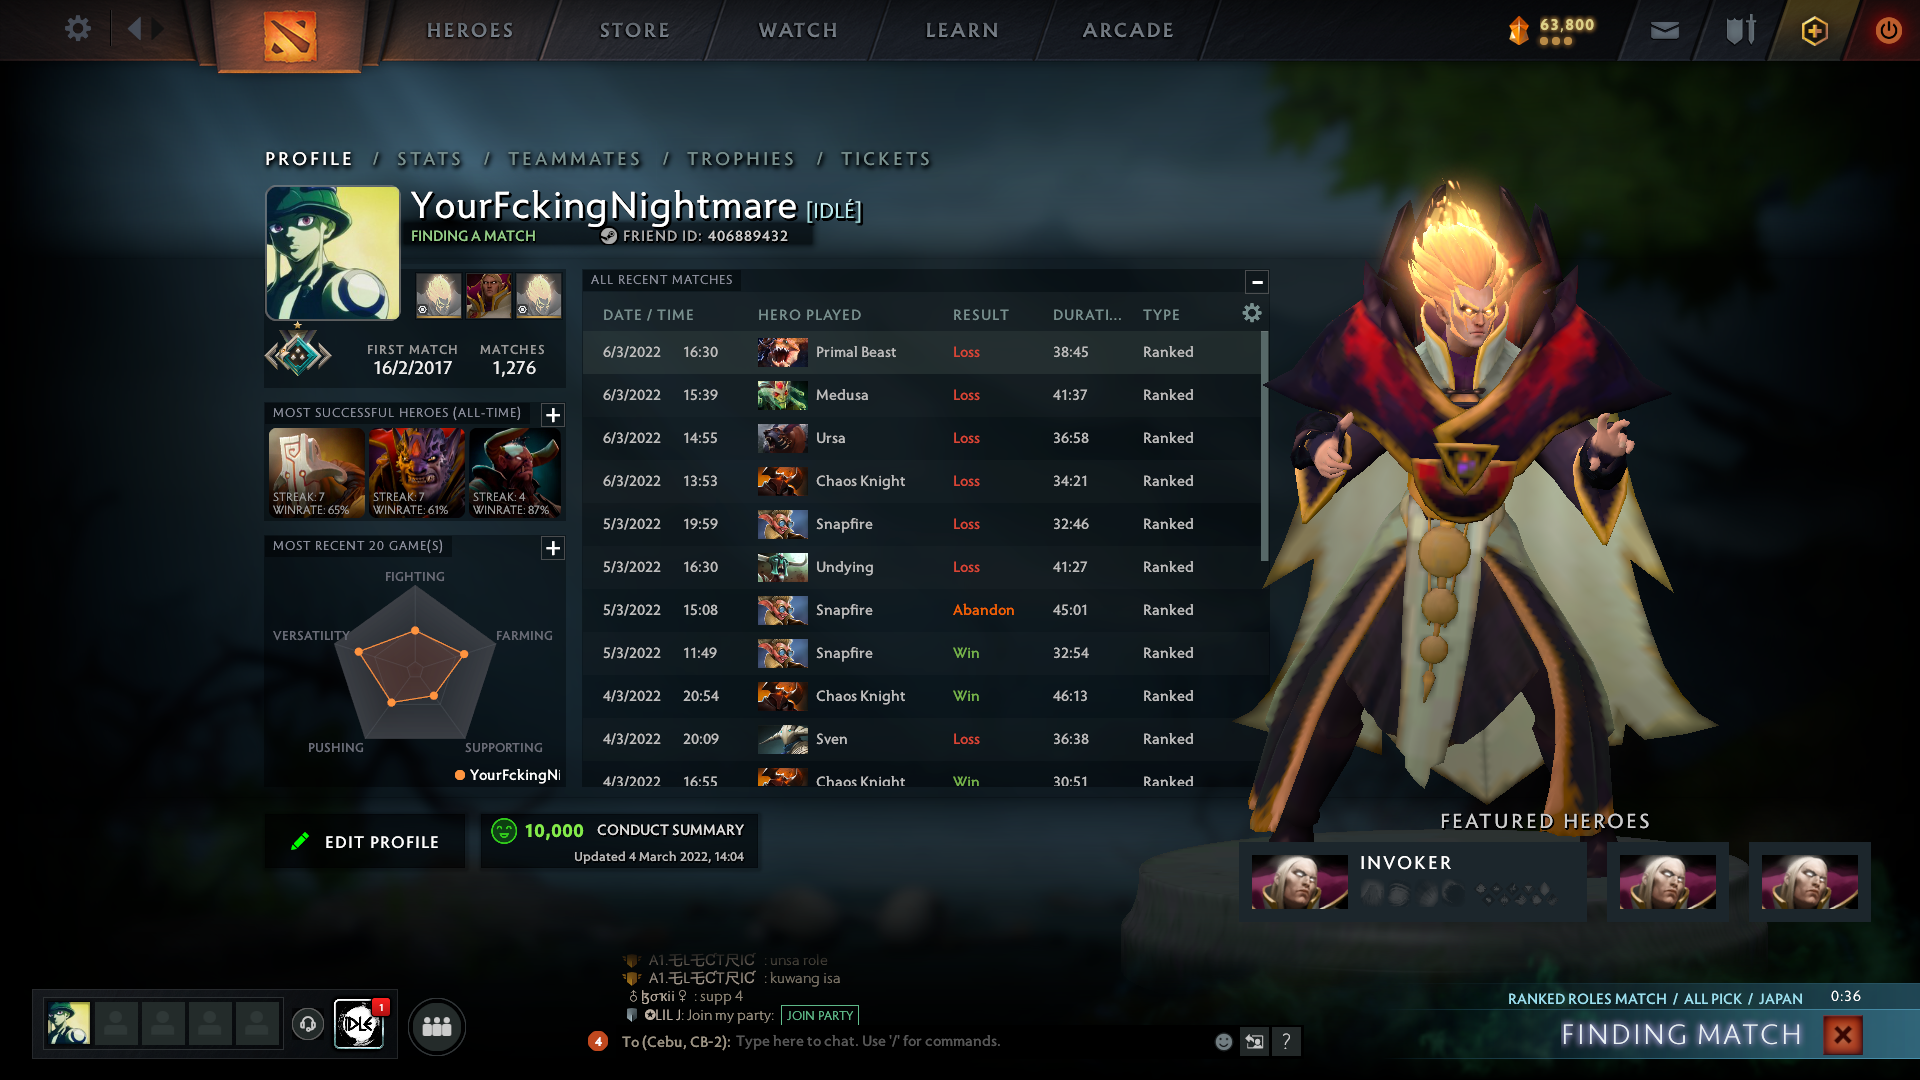 HEROES
STORE
WATCH
LEARN
ARCADE
63,800
PROFILE / STATS / TEAMMATES / TROPHIES / TICKETS
YourFckingNightmare [IDLÉ]
FINDING A MATCH
FRIEND ID: 406889432
FIRST MATCH
16/2/2017
MATCHES
1,276
MOST SUCCESSFUL HEROES (ALL-TIME)
STREAK: 7
WINRATE: 65%
STREAK: 7
WINRATE: 61%
STREAK: 4
WINRATE: 87%
MOST RECENT 20 GAME(S)
FIGHTING
VERSATILITY
FARMING
PUSHING
SUPPORTING
YourFckingNi
ALL RECENT MATCHES
DATE / TIME HERO PLAYED RESULT DURATI... TYPE
6/3/2022 16:30 Primal Beast Loss 38:45 Ranked
6/3/2022 15:39 Medusa Loss 41:37 Ranked
6/3/2022 14:55 Ursa Loss 36:58 Ranked
6/3/2022 13:53 Chaos Knight Loss 34:21 Ranked
5/3/2022 19:59 Snapfire Loss 32:46 Ranked
5/3/2022 16:30 Undying Loss 41:27 Ranked
5/3/2022 15:08 Snapfire Abandon 45:01 Ranked
5/3/2022 11:49 Snapfire Win 32:54 Ranked
4/3/2022 20:54 Chaos Knight Win 46:13 Ranked
4/3/2022 20:09 Sven Loss 36:38 Ranked
4/3/2022 16:55 Chaos Knight Win 30:51 Ranked
EDIT PROFILE
10,000 CONDUCT SUMMARY
Updated 4 March 2022, 14:04
FEATURED HEROES
INVOKER
: unsa role
: kuwang isa
: supp 4
✪LIL J: Join my party: JOIN PARTY
4 To (Cebu, CB-2): Type here to chat. Use '/' for commands.
?
IDLE
1
RANKED ROLES MATCH / ALL PICK / JAPAN 0:36
FINDING MATCH